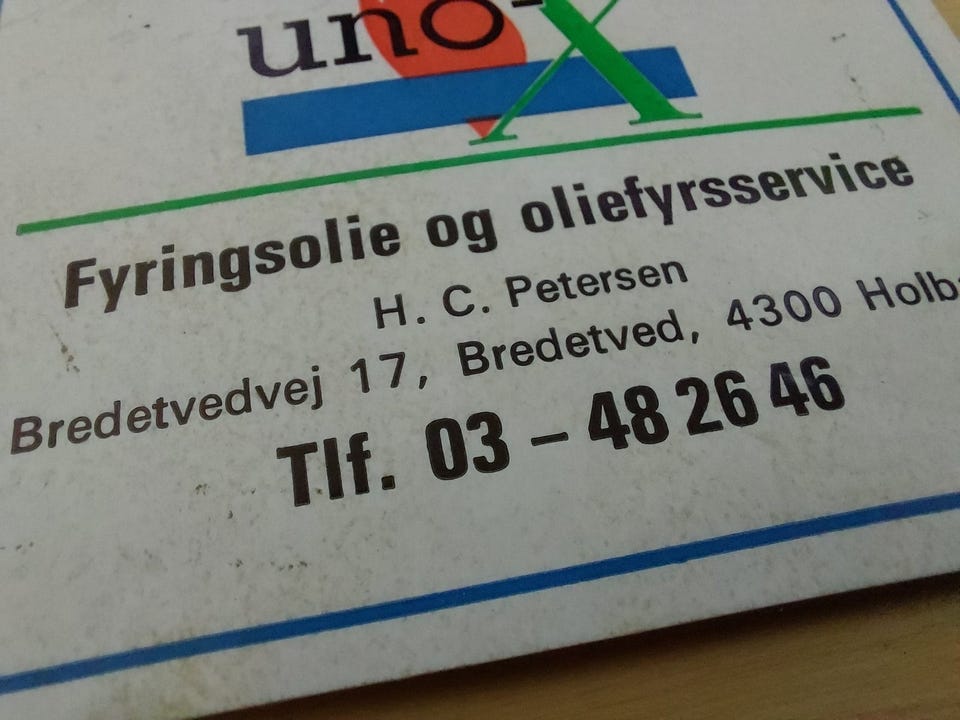 uno-X
Fyringsolie og oliefyrsservice
H. C. Petersen
Bredetvedvej 17, Bredetved, 4300
Tlf. 03 – 48 26 46